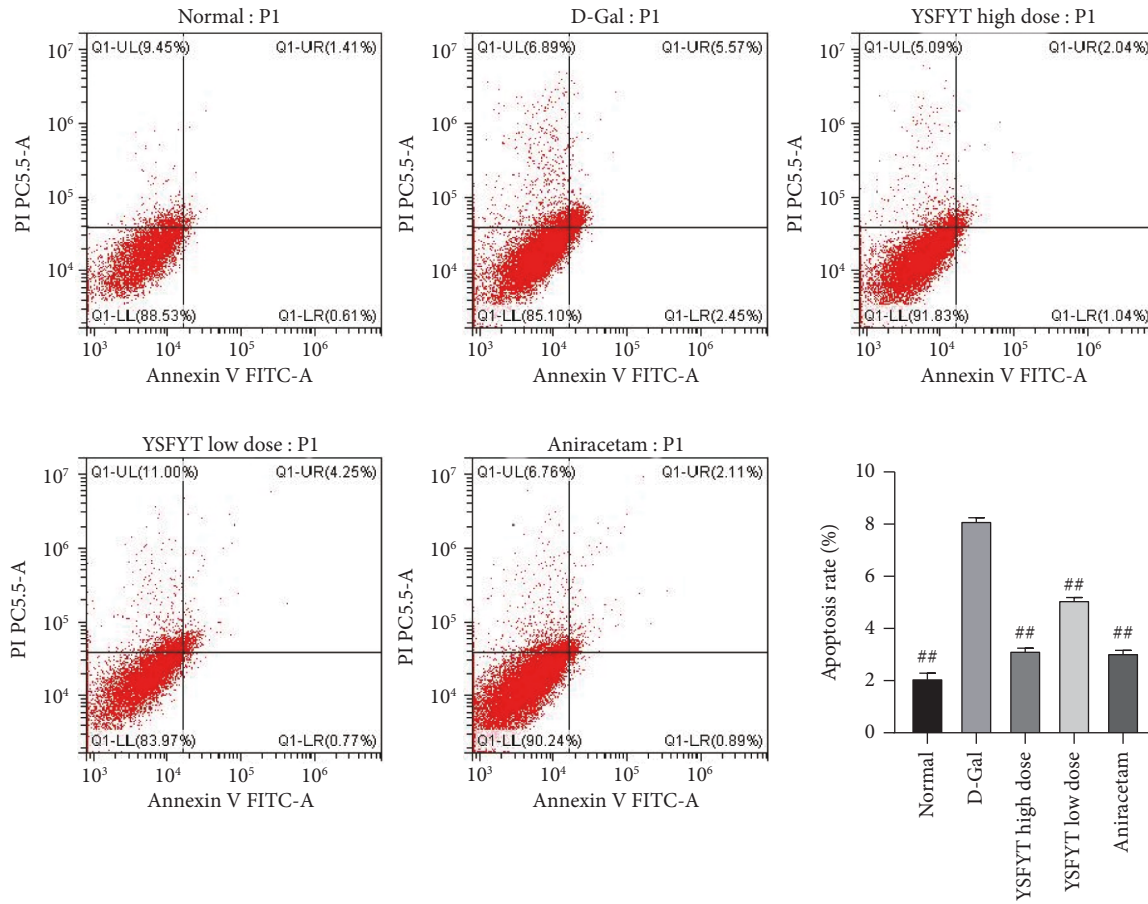 Normal : P1
Q1-UL(9.45%) Q1-UR(1.41%)
10⁷
10⁶
10⁵
10⁴
PI PC5.5-A
Q1-LL(88.53%) Q1-LR(0.61%)
10³ 10⁴ 10⁵ 10⁶
Annexin V FITC-A
D-Gal : P1
Q1-UL(6.89%) Q1-UR(5.57%)
10⁷
10⁶
10⁵
10⁴
PI PC5.5-A
Q1-LL(85.10%) Q1-LR(2.45%)
10³ 10⁴ 10⁵ 10⁶
Annexin V FITC-A
YSFYT high dose : P1
Q1-UL(5.09%) Q1-UR(2.04%)
10⁷
10⁶
10⁵
10⁴
PI PC5.5-A
Q1-LL(91.83%) Q1-LR(1.04%)
10³ 10⁴ 10⁵ 10⁶
Annexin V FITC-A
YSFYT low dose : P1
Q1-UL(11.00%) Q1-UR(4.25%)
10⁷
10⁶
10⁵
10⁴
PI PC5.5-A
Q1-LL(83.97%) Q1-LR(0.77%)
10³ 10⁴ 10⁵ 10⁶
Annexin V FITC-A
Aniracetam : P1
Q1-UL(6.76%) Q1-UR(2.11%)
10⁷
10⁶
10⁵
10⁴
PI PC5.5-A
Q1-LL(90.24%) Q1-LR(0.89%)
10³ 10⁴ 10⁵ 10⁶
Annexin V FITC-A
10
8
6
4
2
0
Apoptosis rate (%)
## ## ## ##
Normal
D-Gal
YSFYT high dose
YSFYT low dose
Aniracetam